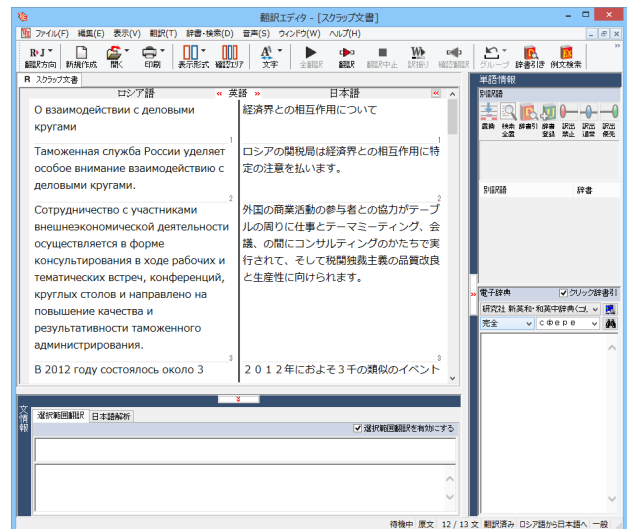 翻訳エディタ - [スクラップ文書]
ファイル(F) 編集(E) 表示(V) 翻訳(T) 辞書・検索(D) 音声(S) ウィンドウ(W) ヘルプ(H)
翻訳方向 新規作成 開く 印刷 表示形式 確認エリア 文字 全翻訳 翻訳 翻訳中止 訳振り 確認翻訳 グループ 辞書引き 例文検索
R スクラップ文書
ロシア語 « 英語 » 日本語 «
О взаимодействии с деловыми
кругами
1
経済界との相互作用について
1
Таможенная служба России уделяет
особое внимание взаимодействию с
деловыми кругами.
2
ロシアの関税局は経済界との相互作用に特
定の注意を払います。
2
Сотрудничество с участниками
внешнеэкономической деятельности
осуществляется в форме
консультирования в ходе рабочих и
тематических встреч, конференций,
круглых столов и направлено на
повышение качества и
результативности таможенного
администрирования.
3
外国の商業活動の参与者との協力がテーブ
ルの周りに仕事とテーマミーティング、会
議、の間にコンサルティングのかたちで実
行されて、そして税関独裁主義の品質改良
と生産性に向けられます。
3
В 2012 году состоялось около 3
２０１２年におよそ３千の類似のイベント
単語情報
別訳語
置換 検索全置 辞書引 辞書登録 訳出禁止 訳出通常 訳出優先
別訳語 辞書
電子辞典 クリック辞書引
研究社 新英和・和英中辞典(コ
完全 сфере
文情報
選択範囲翻訳 日本語解析
選択範囲翻訳を有効にする
待機中 原文 12 / 13 文 翻訳済み ロシア語から日本語へ 一般